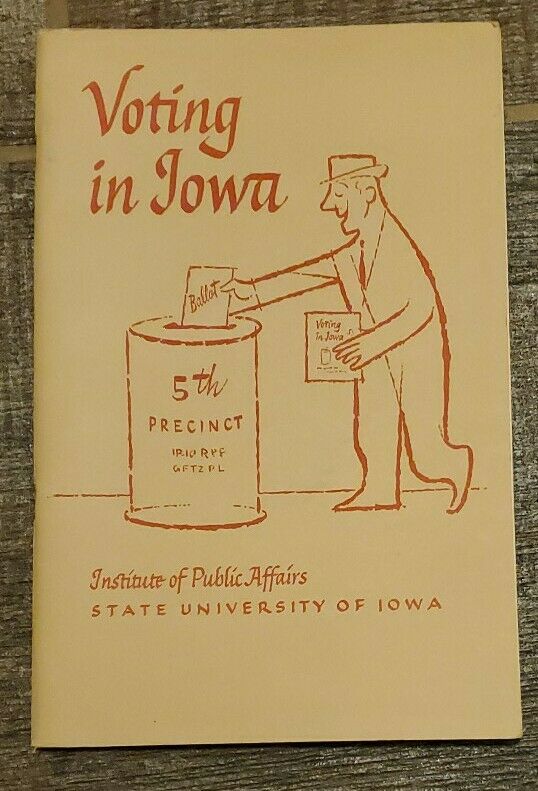 Voting
in Iowa
Ballot
Voting
in Iowa
5th
PRECINCT
Institute of Public Affairs
STATE UNIVERSITY OF IOWA